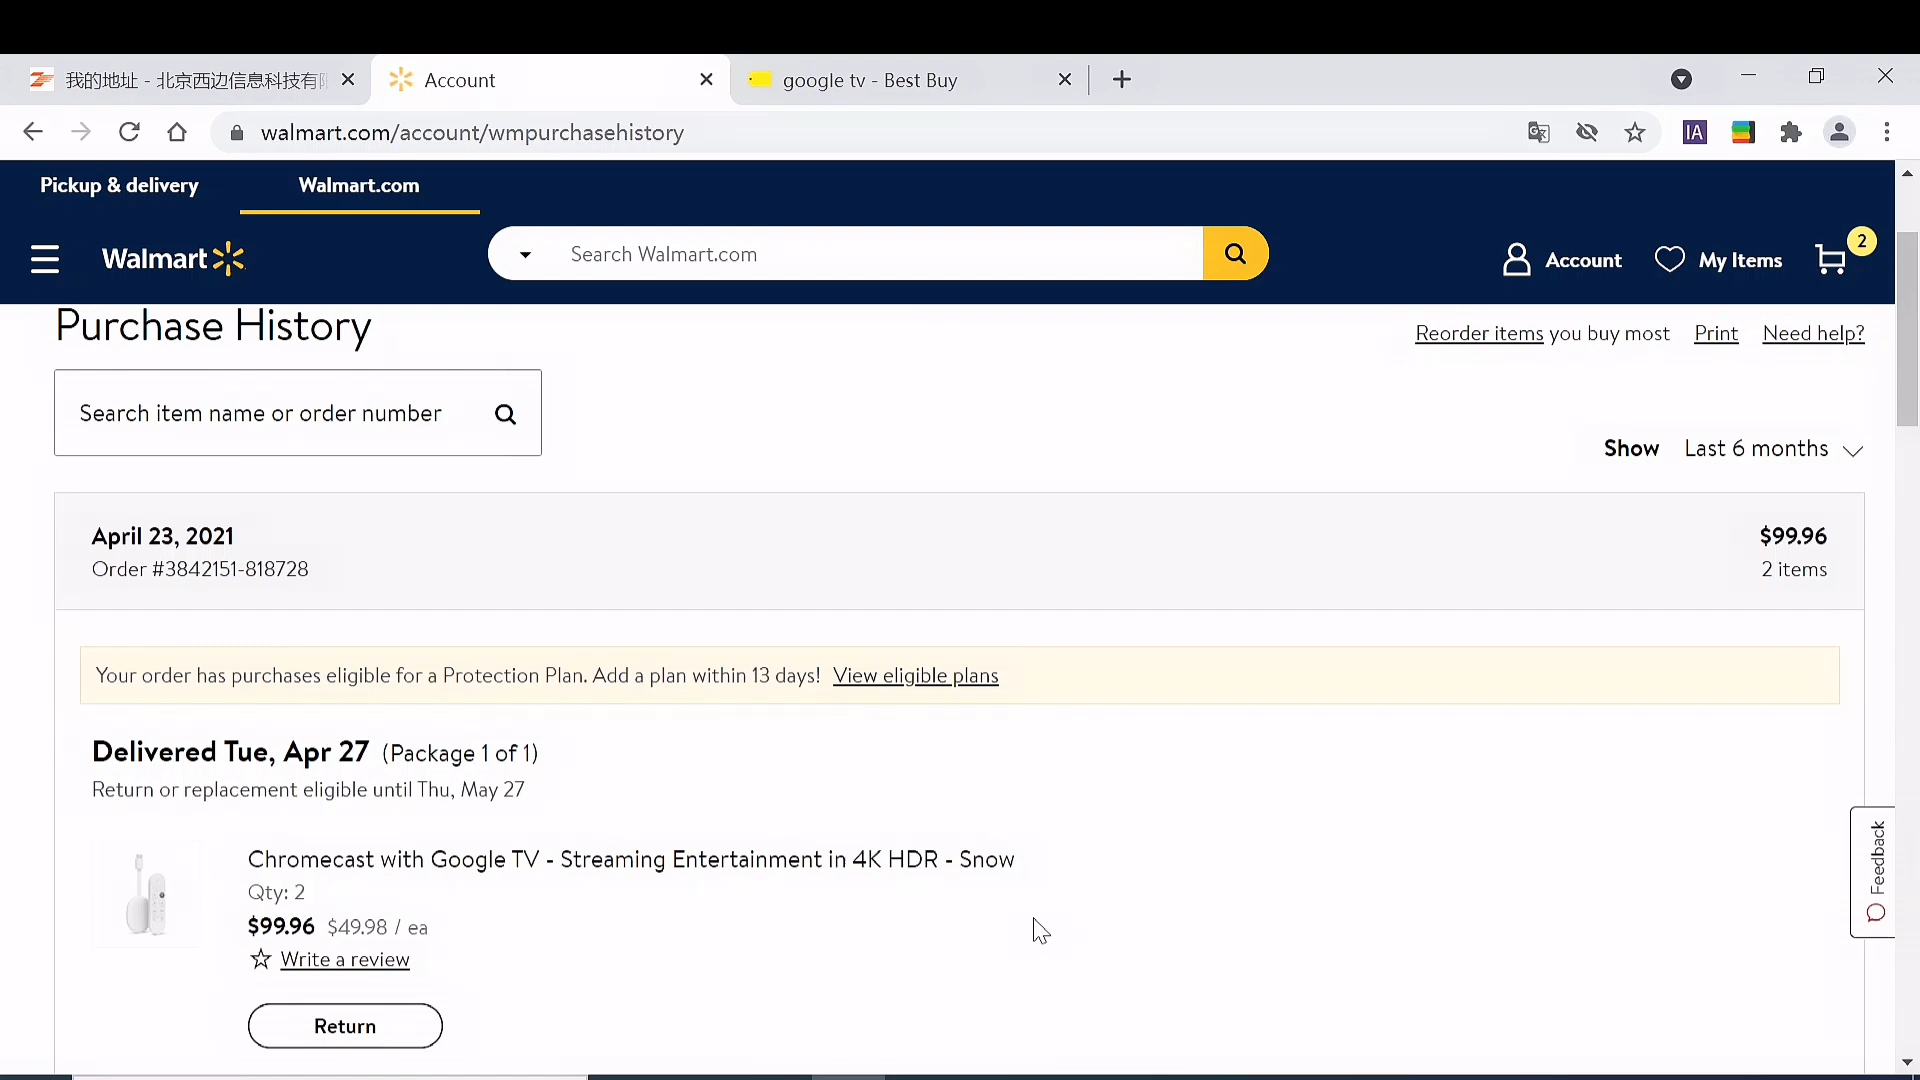 我的地址 - 北京西边信息科技有
Account
google tv - Best Buy
walmart.com/account/wmpurchasehistory
IA
Pickup & delivery
Walmart.com
Walmart
Search Walmart.com
Account
My Items
2
Purchase History
Reorder items you buy most
Print
Need help?
Search item name or order number
Show Last 6 months
April 23, 2021
$99.96
Order #3842151-818728
2 items
Your order has purchases eligible for a Protection Plan. Add a plan within 13 days! View eligible plans
Delivered Tue, Apr 27 (Package 1 of 1)
Return or replacement eligible until Thu, May 27
Chromecast with Google TV - Streaming Entertainment in 4K HDR - Snow
Qty: 2
$99.96 $49.98 / ea
Write a review
Return
Feedback